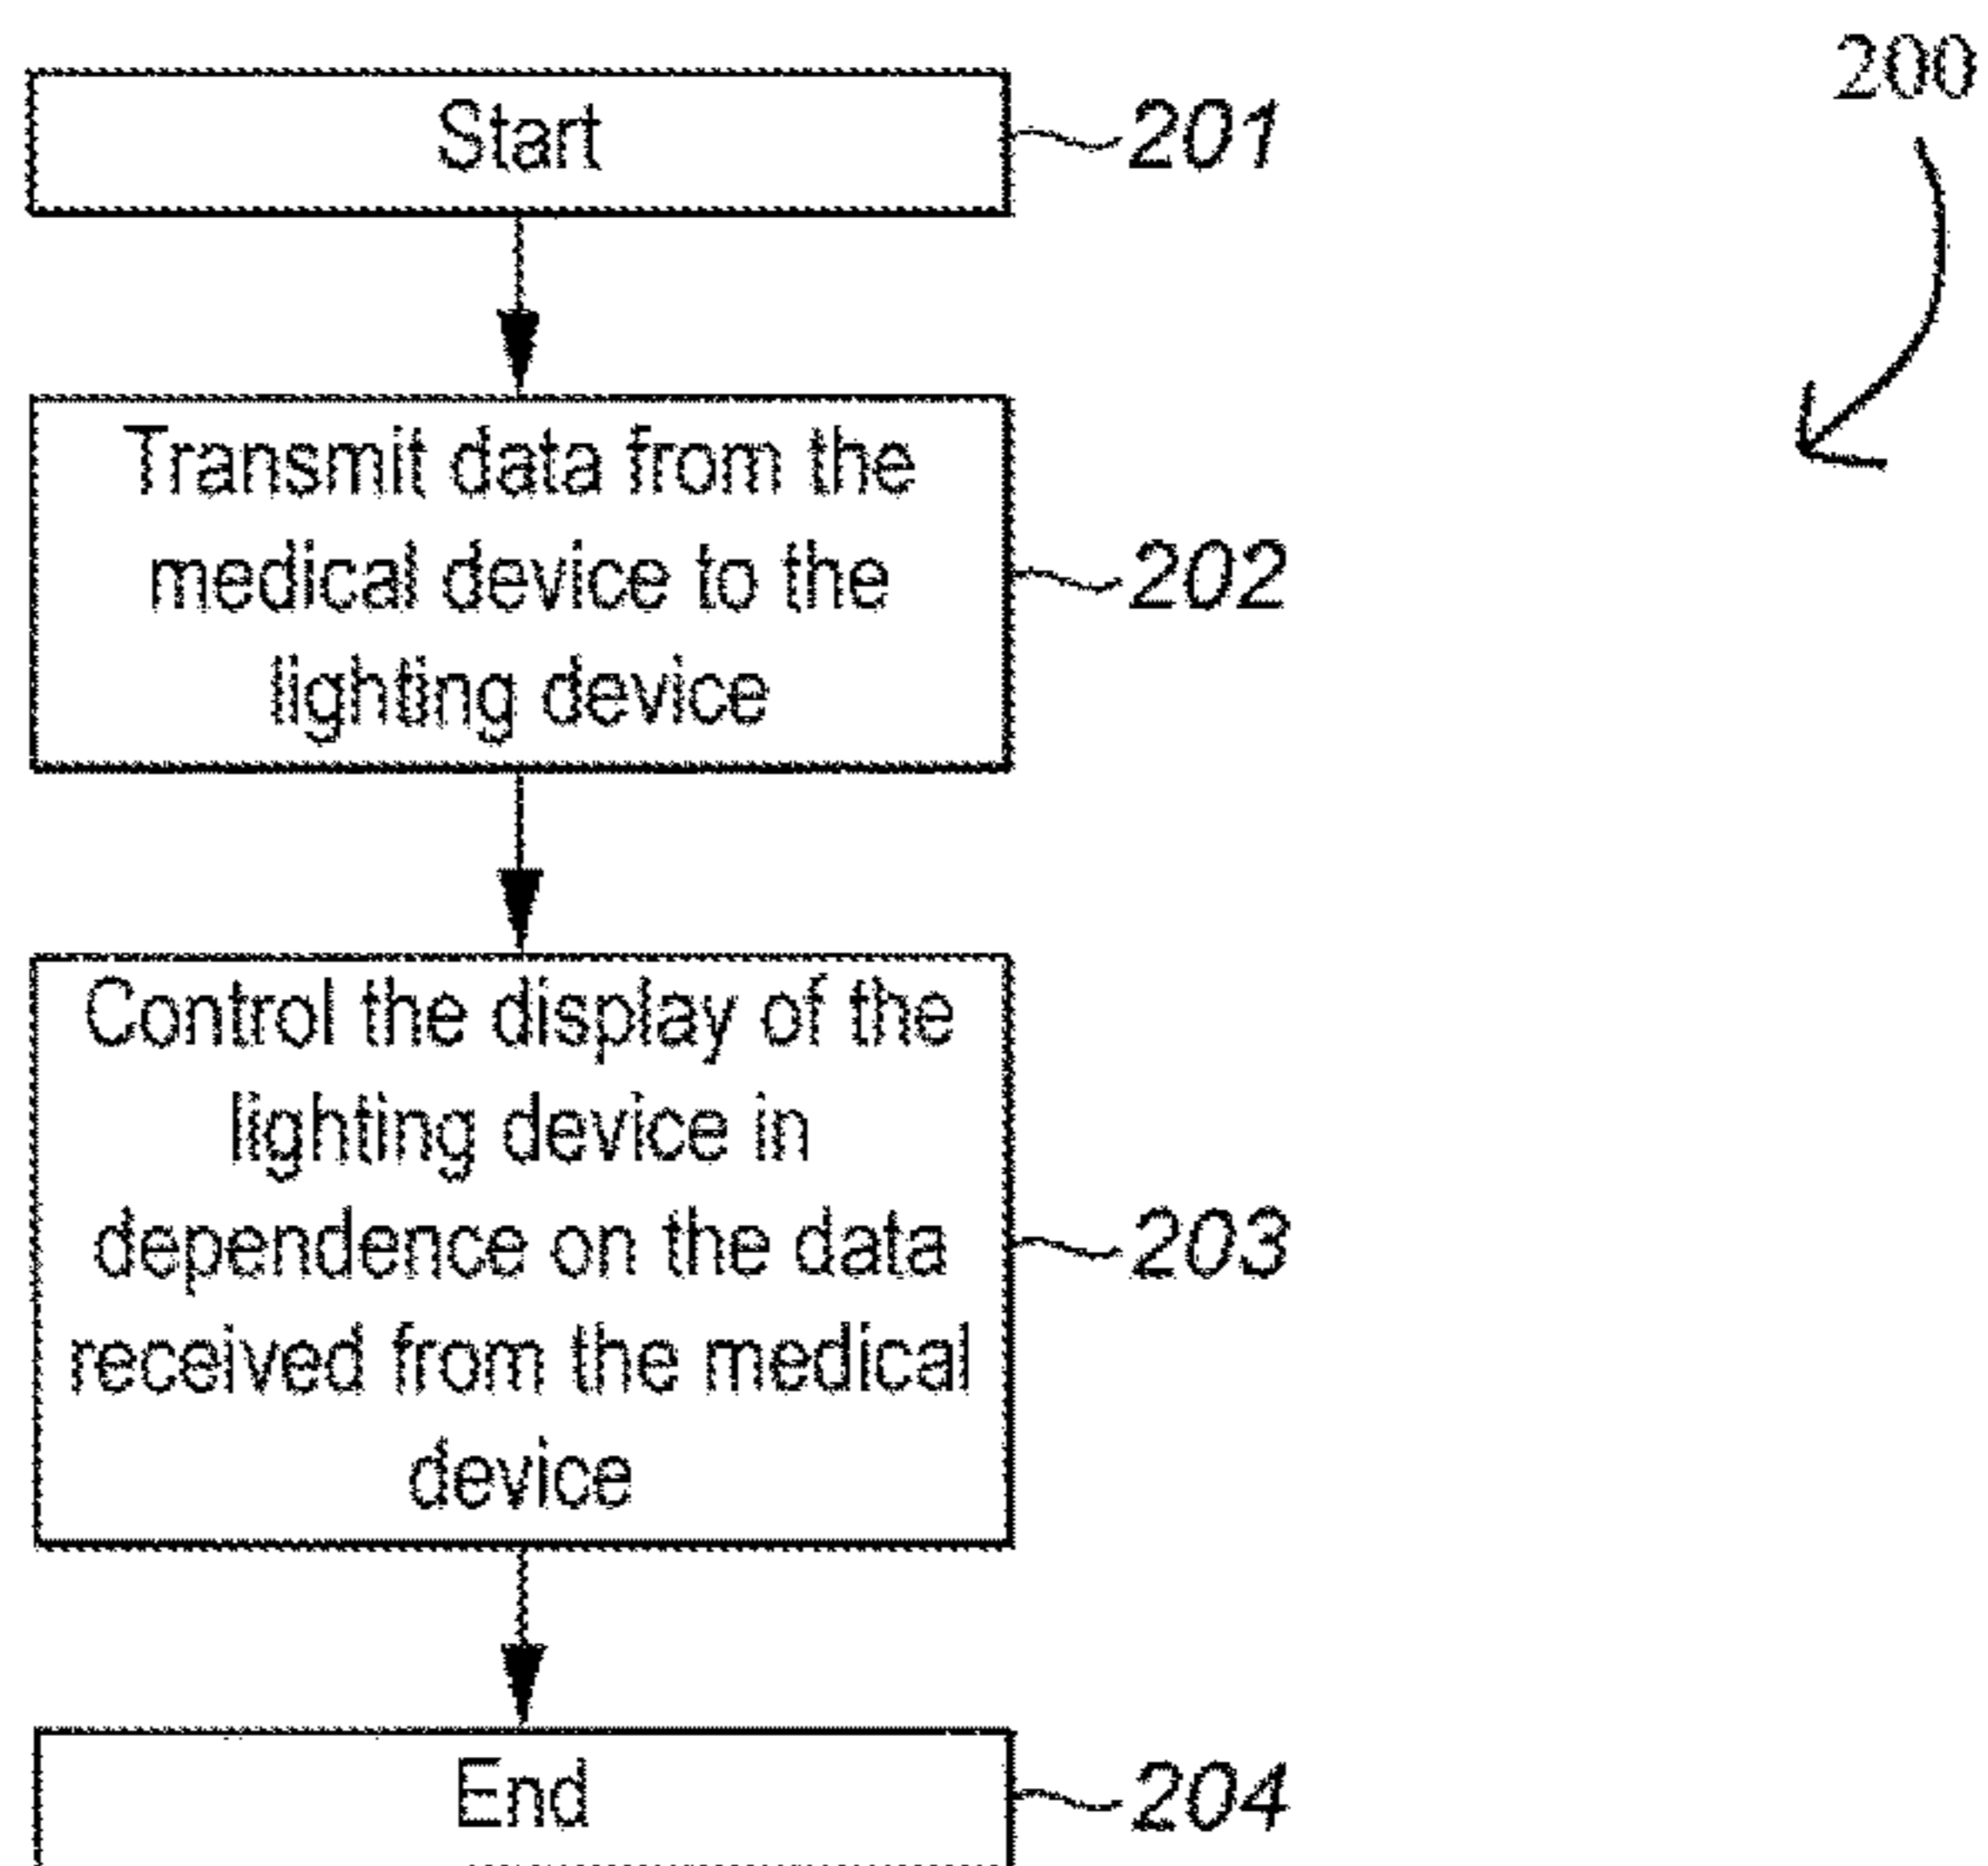 200
Start
201
Transmit data from the
medical device to the
lighting device
202
Control the display of the
lighting device in
dependence on the data
received from the medical
device
203
End
204